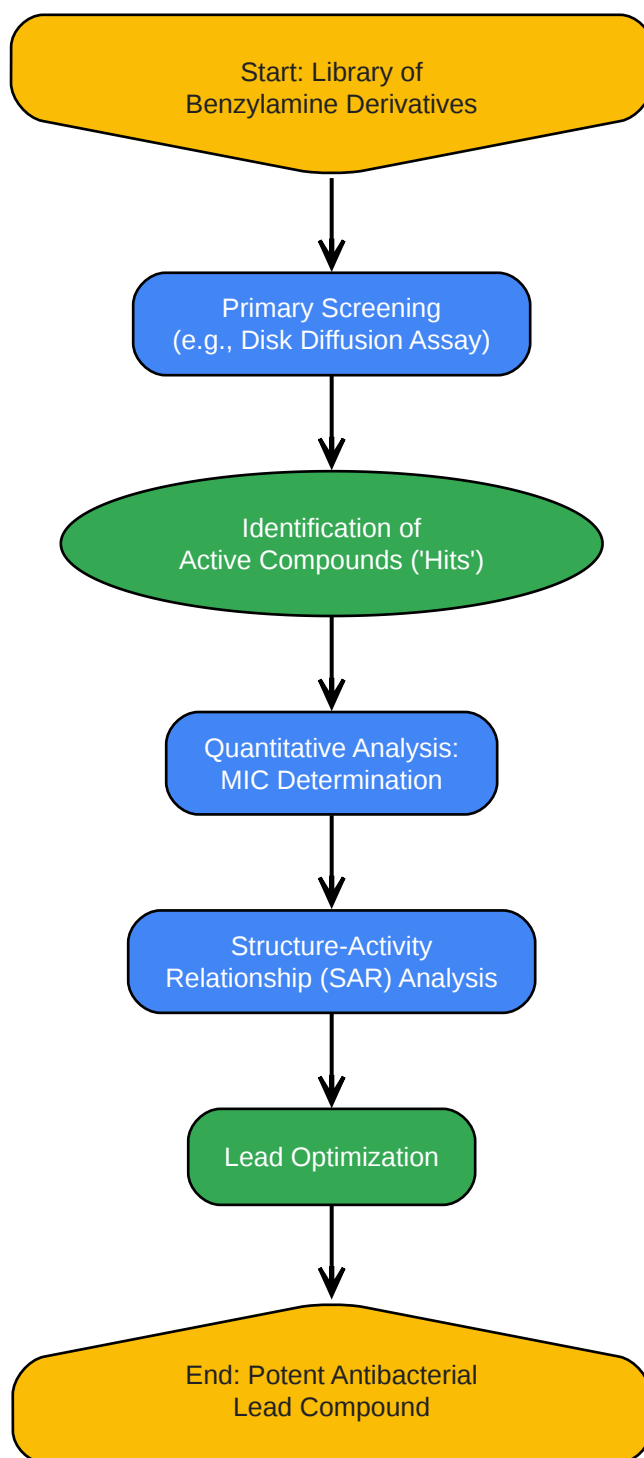 Start: Library of
Benzylamine Derivatives
Primary Screening
(e.g., Disk Diffusion Assay)
Identification of
Active Compounds ('Hits')
Quantitative Analysis:
MIC Determination
Structure-Activity
Relationship (SAR) Analysis
Lead Optimization
End: Potent Antibacterial
Lead Compound